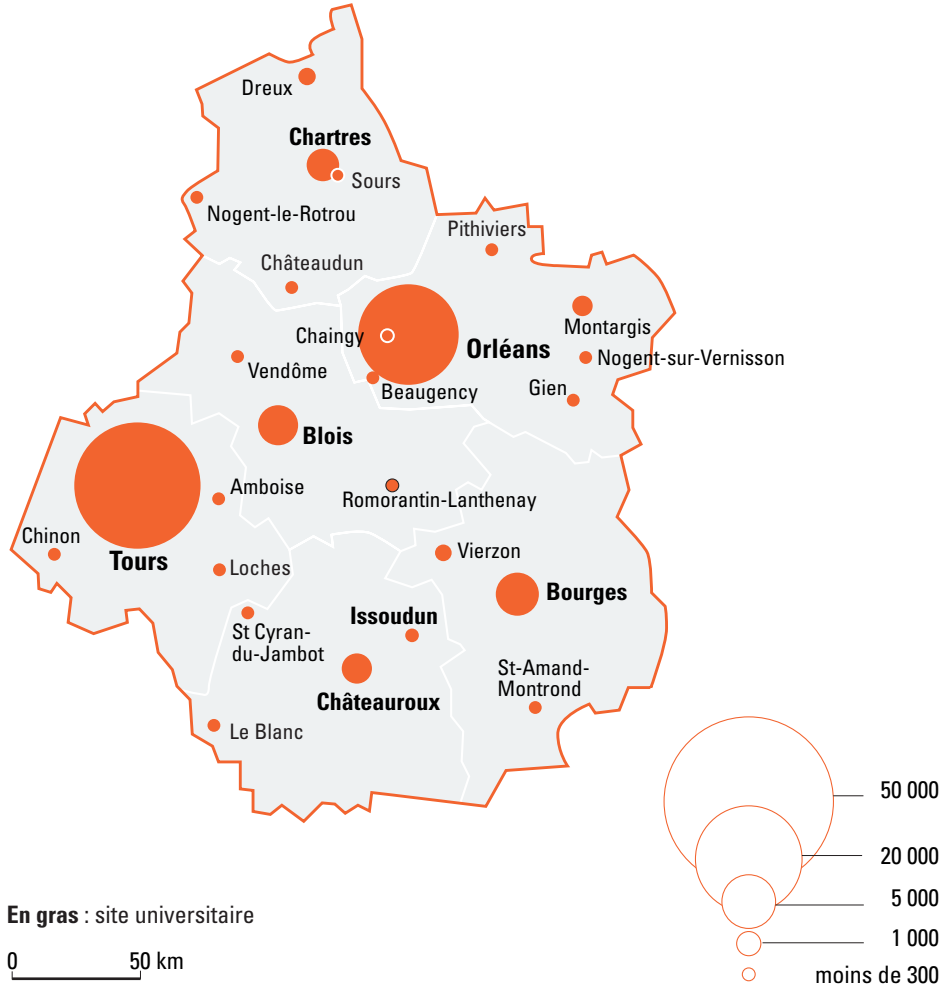 Dreux
Chartres
Sours
Nogent-le-Rotrou
Pithiviers
Châteaudun
Chaingy
Montargis
Orléans
Nogent-sur-Vernisson
Vendôme
Beaugency
Gien
Blois
Amboise
Romorantin-Lanthenay
Chinon
Tours
Vierzon
Loches
Bourges
Issoudun
St Cyran-
du-Jambot
St-Amand-
Montrond
Châteauroux
Le Blanc
50 000
20 000
5 000
1 000
moins de 300
En gras : site universitaire
0 50 km